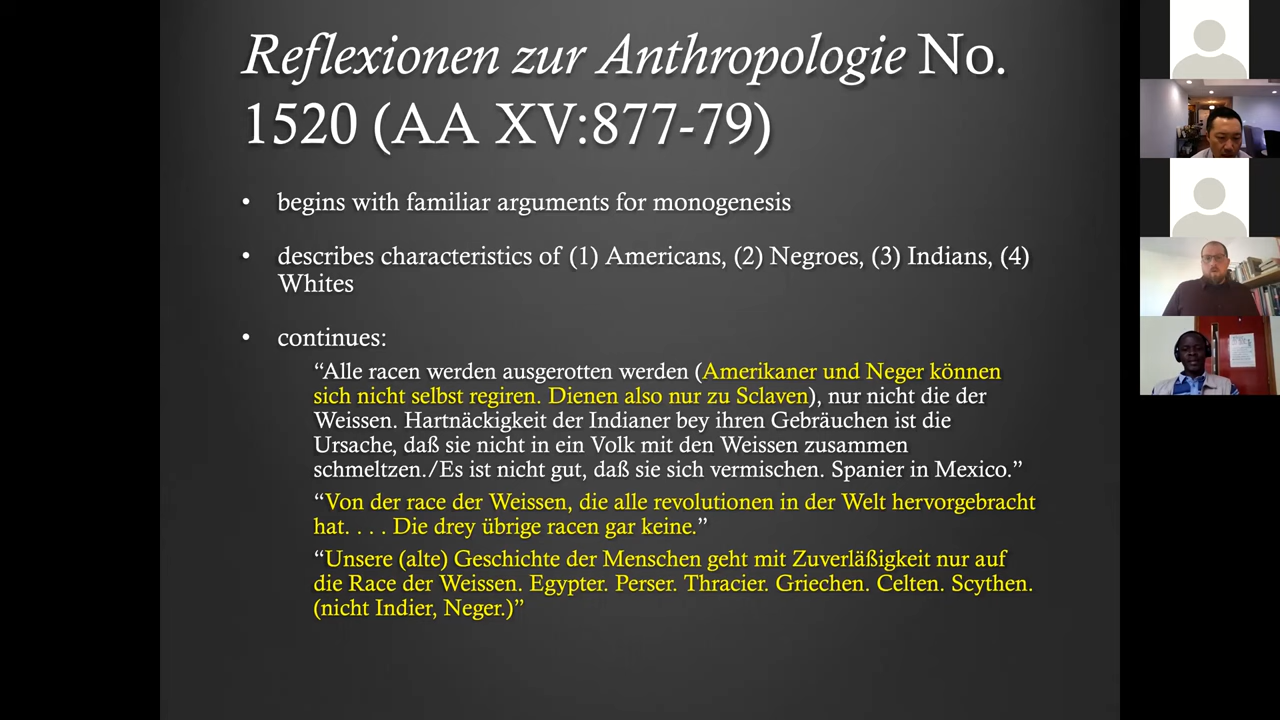 Reflexionen zur Anthropologie No.
1520 (AA XV:877-79)
• begins with familiar arguments for monogenesis
• describes characteristics of (1) Americans, (2) Negroes, (3) Indians, (4)
Whites
• continues:
“Alle racen werden ausgerotten werden (Amerikaner und Neger können
sich nicht selbst regiren. Dienen also nur zu Sclaven), nur nicht die der
Weissen. Hartnäckigkeit der Indianer bey ihren Gebräuchen ist die
Ursache, daß sie nicht in ein Volk mit den Weissen zusammen
schmeltzen./Es ist nicht gut, daß sie sich vermischen. Spanier in Mexico.”
“Von der race der Weissen, die alle revolutionen in der Welt hervorgebracht
hat. . . . Die drey übrige racen gar keine.”
“Unsere (alte) Geschichte der Menschen geht mit Zuverläßigkeit nur auf
die Race der Weissen. Egypter. Perser. Thracier. Griechen. Celten. Scythen.
(nicht Indier, Neger.)”